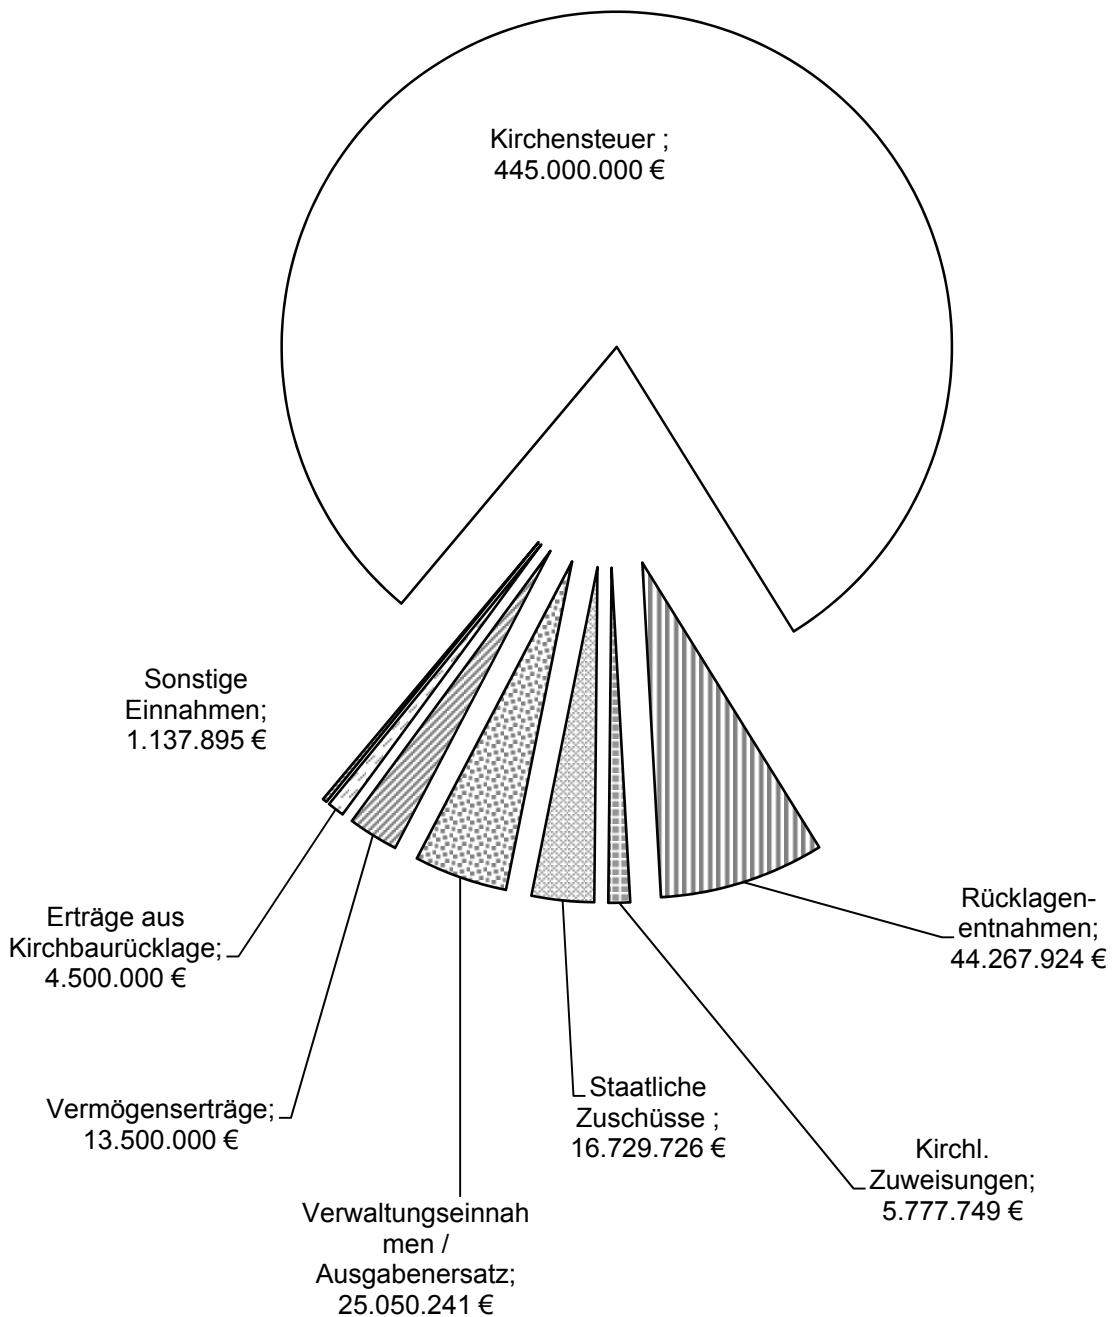 Kirchensteuer ;
445.000.000 €
Sonstige
Einnahmen;
1.137.895 €
Erträge aus
Kirchbaurücklage;
4.500.000 €
Rücklagen-
entnahmen;
44.267.924 €
Vermögenserträge;
13.500.000 €
Staatliche
Zuschüsse ;
16.729.726 €
Kirchl.
Zuweisungen;
5.777.749 €
Verwaltungseinnah
men /
Ausgabenersatz;
25.050.241 €